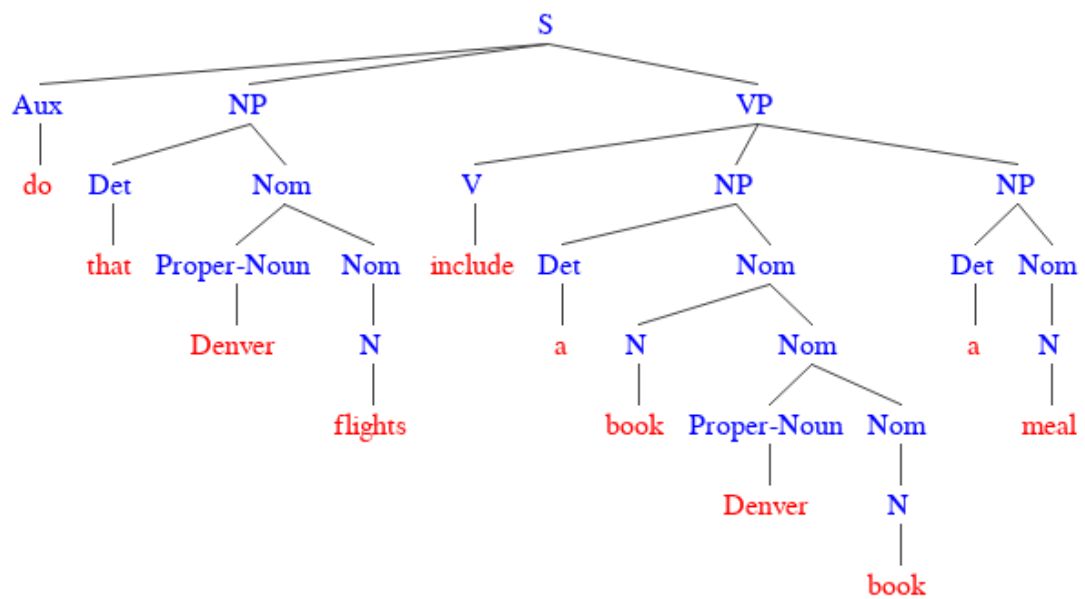 S
Aux NP VP
do Det Nom V NP NP
that Proper-Noun Nom include Det Nom Det Nom
Denver N a N Nom a N
flights book Proper-Noun Nom meal
Denver N
book